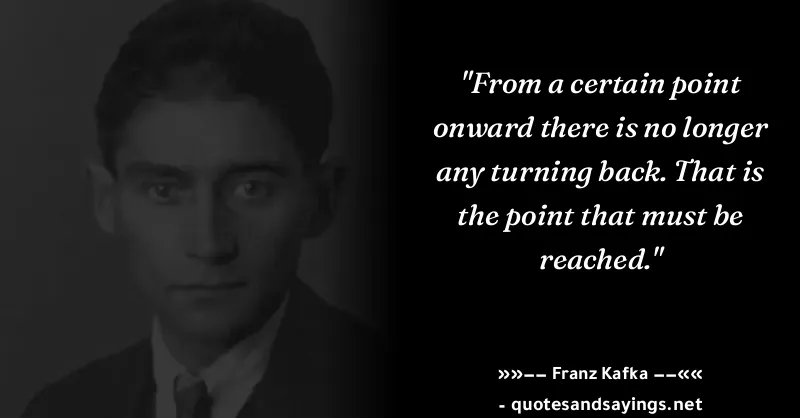 "From a certain point
onward there is no longer
any turning back. That is
the point that must be
reached."
»»–– Franz Kafka ––««
- quotesandsayings.net